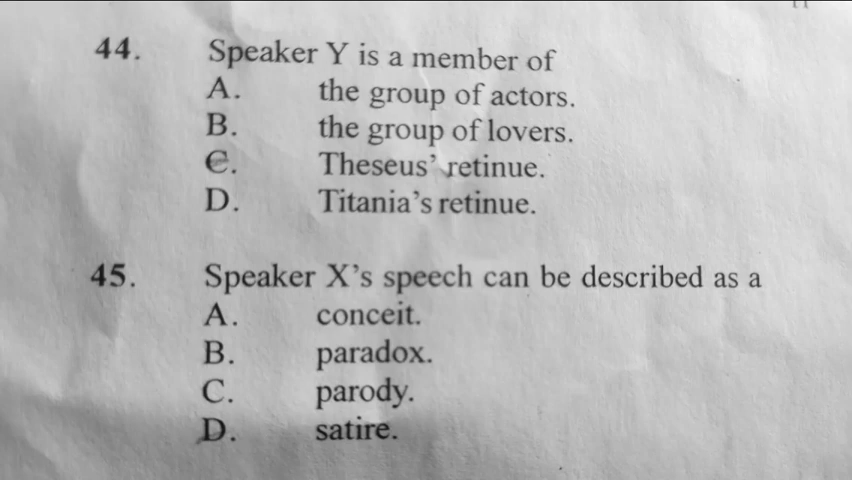 44. Speaker Y is a member of
A. the group of actors.
B. the group of lovers.
C. Theseus' retinue.
D. Titania's retinue.
45. Speaker X's speech can be described as a
A. conceit.
B. paradox.
C. parody.
D. satire.